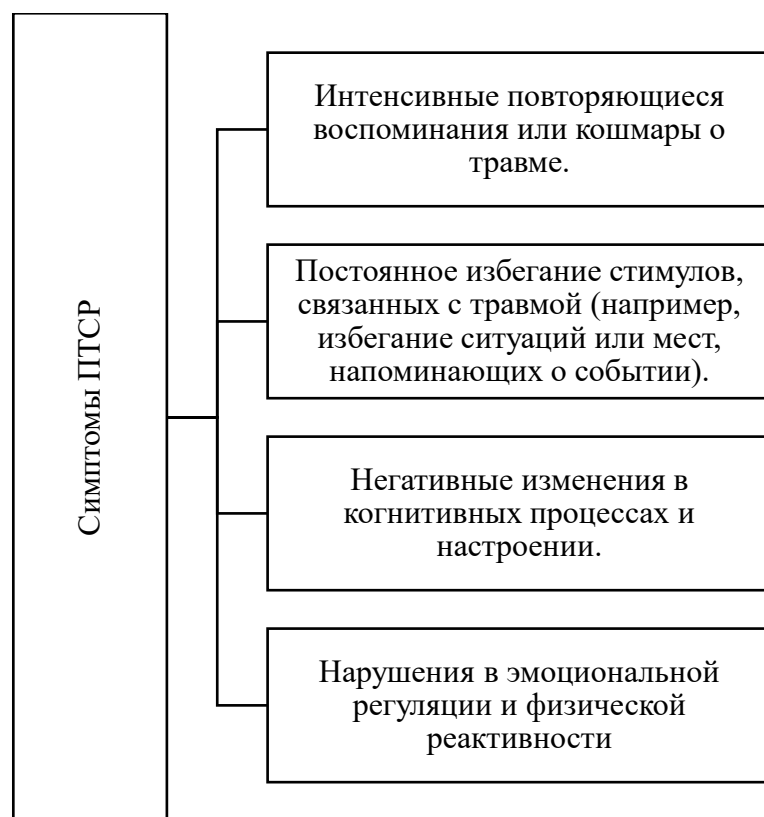 Симптомы ПТСР
Интенсивные повторяющиеся
воспоминания или кошмары о
травме.
Постоянное избегание стимулов,
связанных с травмой (например,
избегание ситуаций или мест,
напоминающих о событии).
Негативные изменения в
когнитивных процессах и
настроении.
Нарушения в эмоциональной
регуляции и физической
реактивности